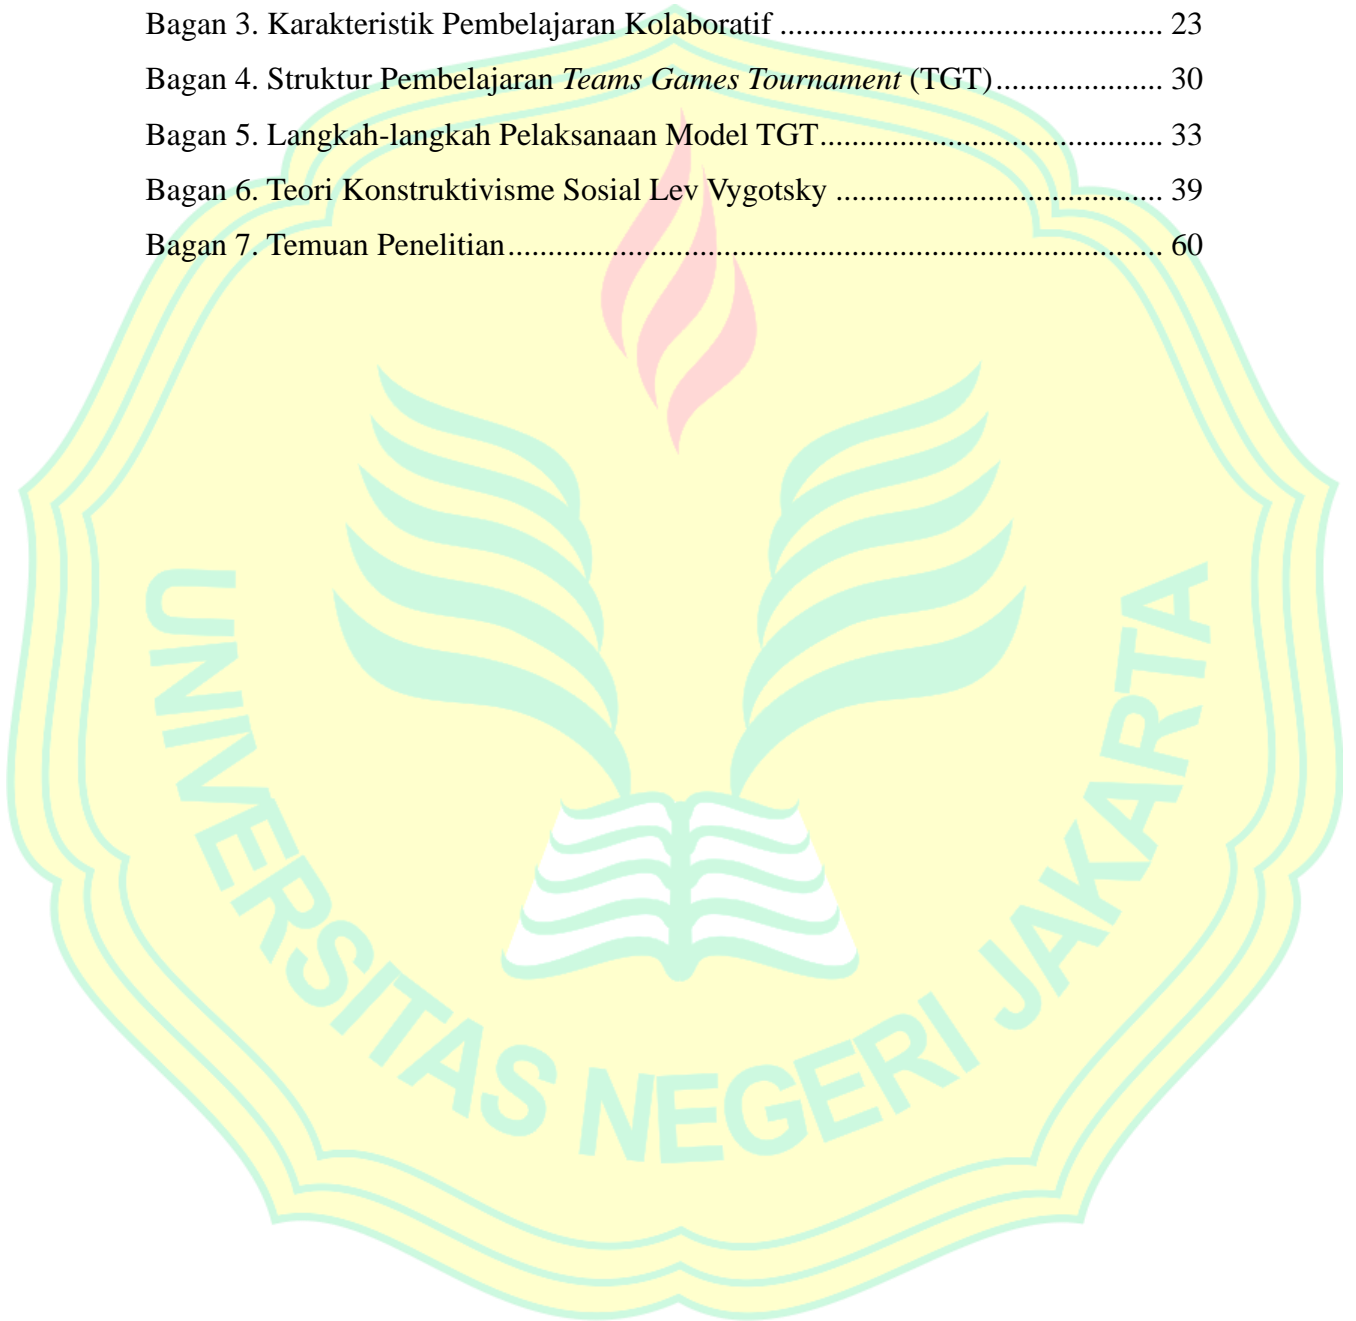 Bagan 3. Karakteristik Pembelajaran Kolaboratif ............................................... 23
Bagan 4. Struktur Pembelajaran Teams Games Tournament (TGT) ..................... 30
Bagan 5. Langkah-langkah Pelaksanaan Model TGT .......................................... 33
Bagan 6. Teori Konstruktivisme Sosial Lev Vygotsky ........................................ 39
Bagan 7. Temuan Penelitian ................................................................................ 60
UNIVERSITAS NEGERI JAKARTA